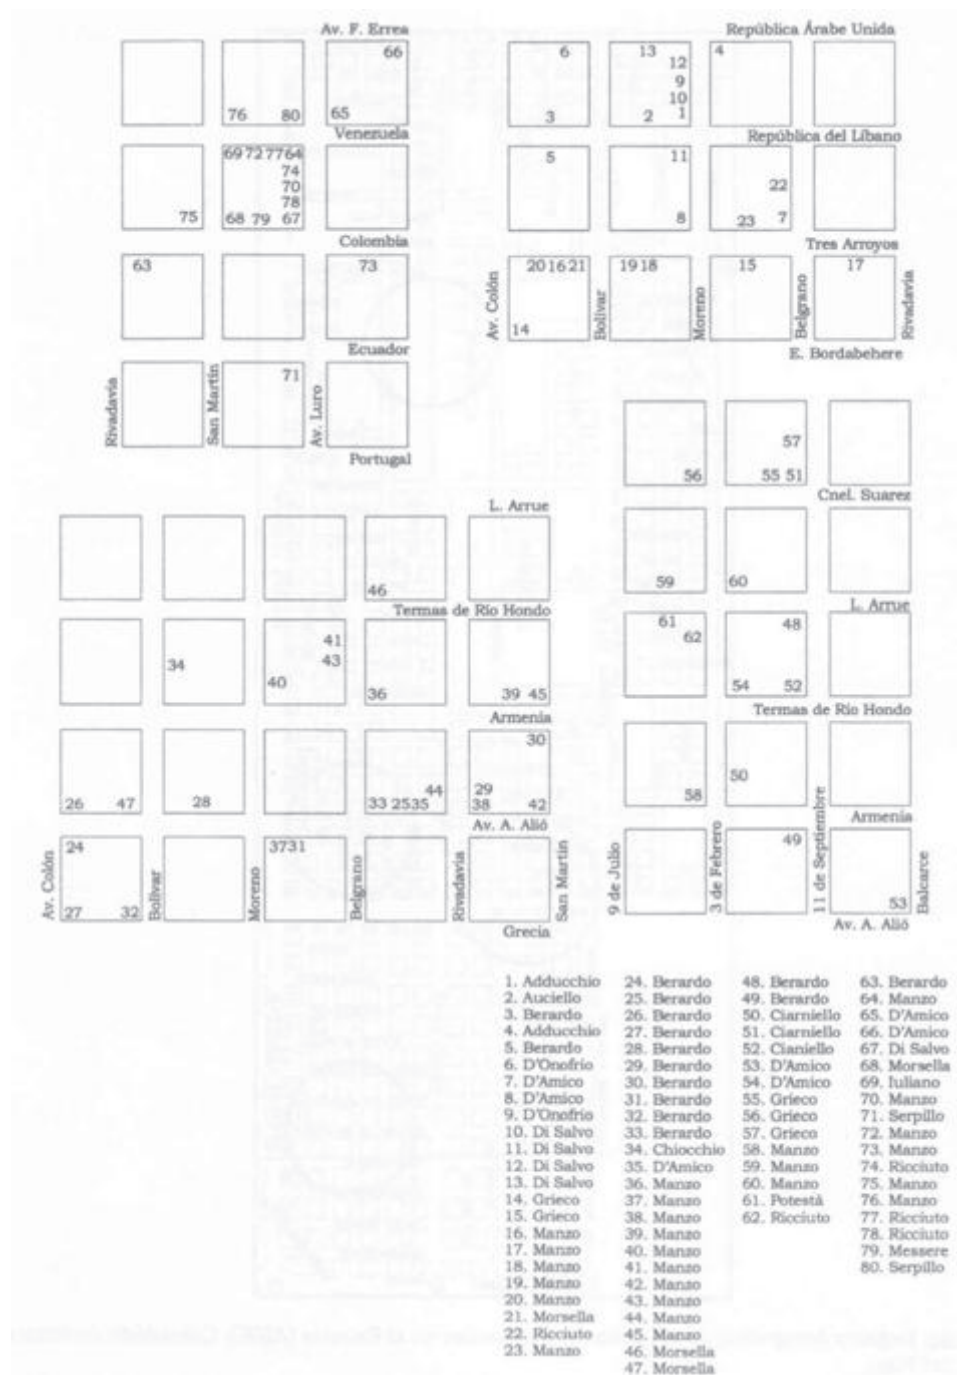 Av. F. Errea
66
76 80 65
Venezuela
69 72 77 64
74
70
78
75 68 79 67
Colombia
63 73
Ecuador
71
Rivadavia
San Martín
Av. Luro
Portugal
República Árabe Unida
6 13 4
12
9
10
3 2 1
República del Líbano
5 11
22
8 23 7
Tres Arroyos
20 16 21 19 18 15 17
14
Av. Colón
Bolívar
Moreno
Belgrano
Rivadavia
E. Bordabehere
57
56 55 51
Cnel. Suarez
59 60
L. Arrue
61 48
62
54 52
Termas de Río Hondo
50
58
Armenia
49
53
9 de Julio
3 de Febrero
11 de Septiembre
Balcarce
Av. A. Alió
L. Arrue
46
Termas de Río Hondo
41
34 43
40 36 39 45
Armenia
30
44 29
26 47 28 33 25 35 38 42
Av. A. Alió
24 37 31
27 32
Av. Colón
Bolívar
Moreno
Belgrano
Rivadavia
San Martín
Grecia
1. Adducchio
2. Auciello
3. Berardo
4. Adducchio
5. Berardo
6. D'Onofrio
7. D'Amico
8. D'Amico
9. D'Onofrio
10. Di Salvo
11. Di Salvo
12. Di Salvo
13. Di Salvo
14. Grieco
15. Grieco
16. Manzo
17. Manzo
18. Manzo
19. Manzo
20. Manzo
21. Morsella
22. Ricciuto
23. Manzo
24. Berardo
25. Berardo
26. Berardo
27. Berardo
28. Berardo
29. Berardo
30. Berardo
31. Berardo
32. Berardo
33. Berardo
34. Chiocchio
35. D'Amico
36. Manzo
37. Manzo
38. Manzo
39. Manzo
40. Manzo
41. Manzo
42. Manzo
43. Manzo
44. Manzo
45. Manzo
46. Morsella
47. Morsella
48. Berardo
49. Berardo
50. Ciarniello
51. Ciarniello
52. Cianiello
53. D'Amico
54. D'Amico
55. Grieco
56. Grieco
57. Grieco
58. Manzo
59. Manzo
60. Manzo
61. Potestà
62. Ricciuto
63. Berardo
64. Manzo
65. D'Amico
66. D'Amico
67. Di Salvo
68. Morsella
69. Iuliano
70. Manzo
71. Serpillo
72. Manzo
73. Manzo
74. Ricciuto
75. Manzo
76. Manzo
77. Ricciuto
78. Ricciuto
79. Messere
80. Serpillo